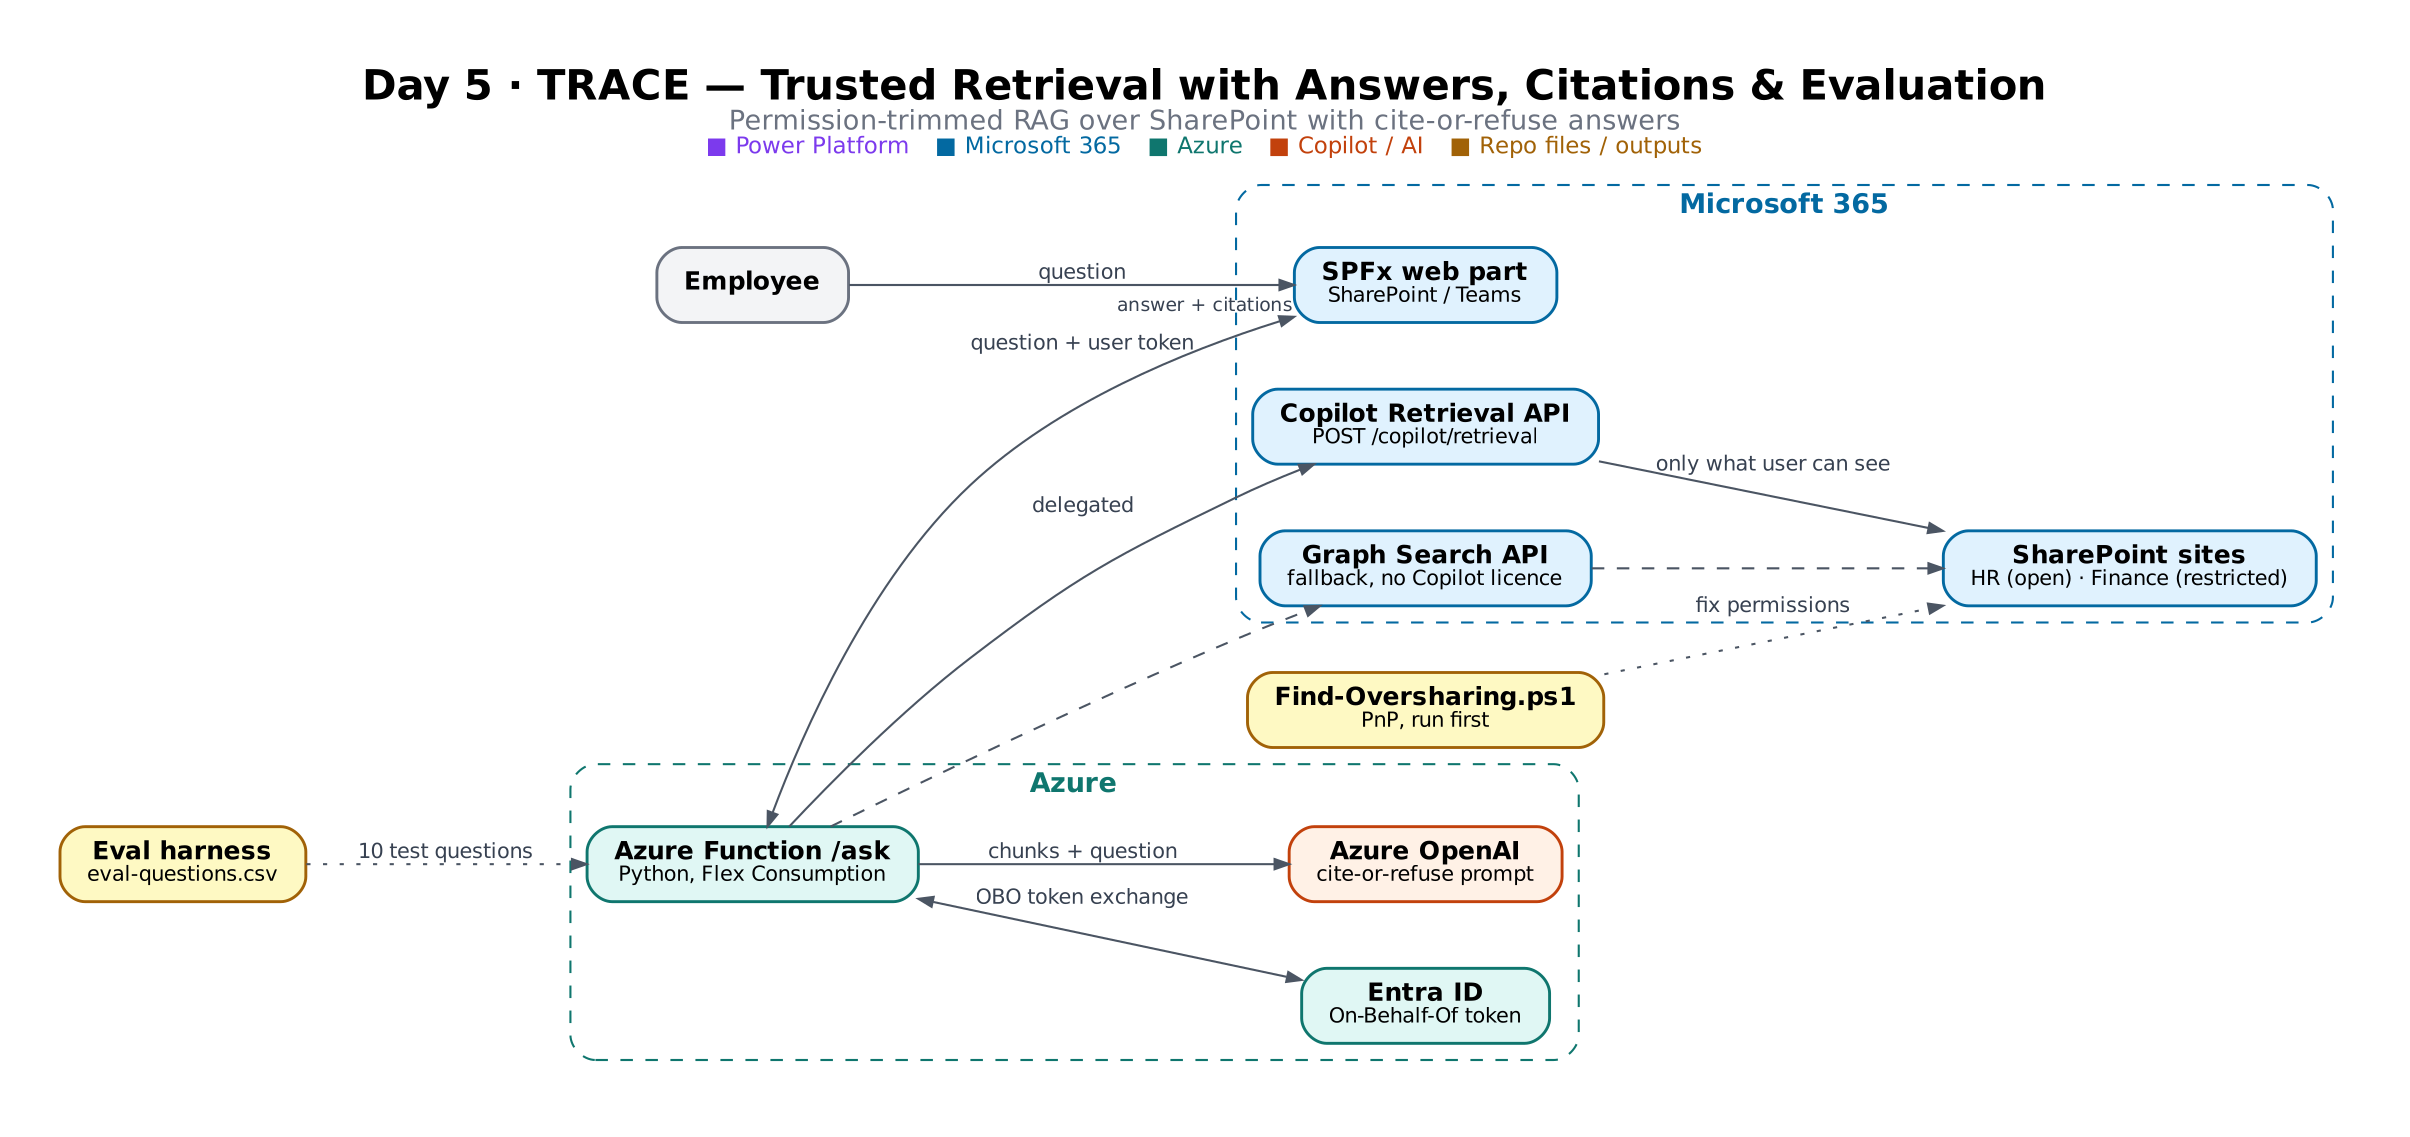 Day 5 · TRACE — Trusted Retrieval with Answers, Citations & Evaluation
Permission-trimmed RAG over SharePoint with cite-or-refuse answers
■ Power Platform ■ Microsoft 365 ■ Azure ■ Copilot / AI ■ Repo files / outputs
Microsoft 365
Employee
question
SPFx web part
SharePoint / Teams
answer + citations
question + user token
Copilot Retrieval API
POST /copilot/retrieval
only what user can see
delegated
Graph Search API
fallback, no Copilot licence
SharePoint sites
HR (open) · Finance (restricted)
fix permissions
Find-Oversharing.ps1
PnP, run first
Azure
Eval harness
eval-questions.csv
10 test questions
Azure Function /ask
Python, Flex Consumption
chunks + question
Azure OpenAI
cite-or-refuse prompt
OBO token exchange
Entra ID
On-Behalf-Of token